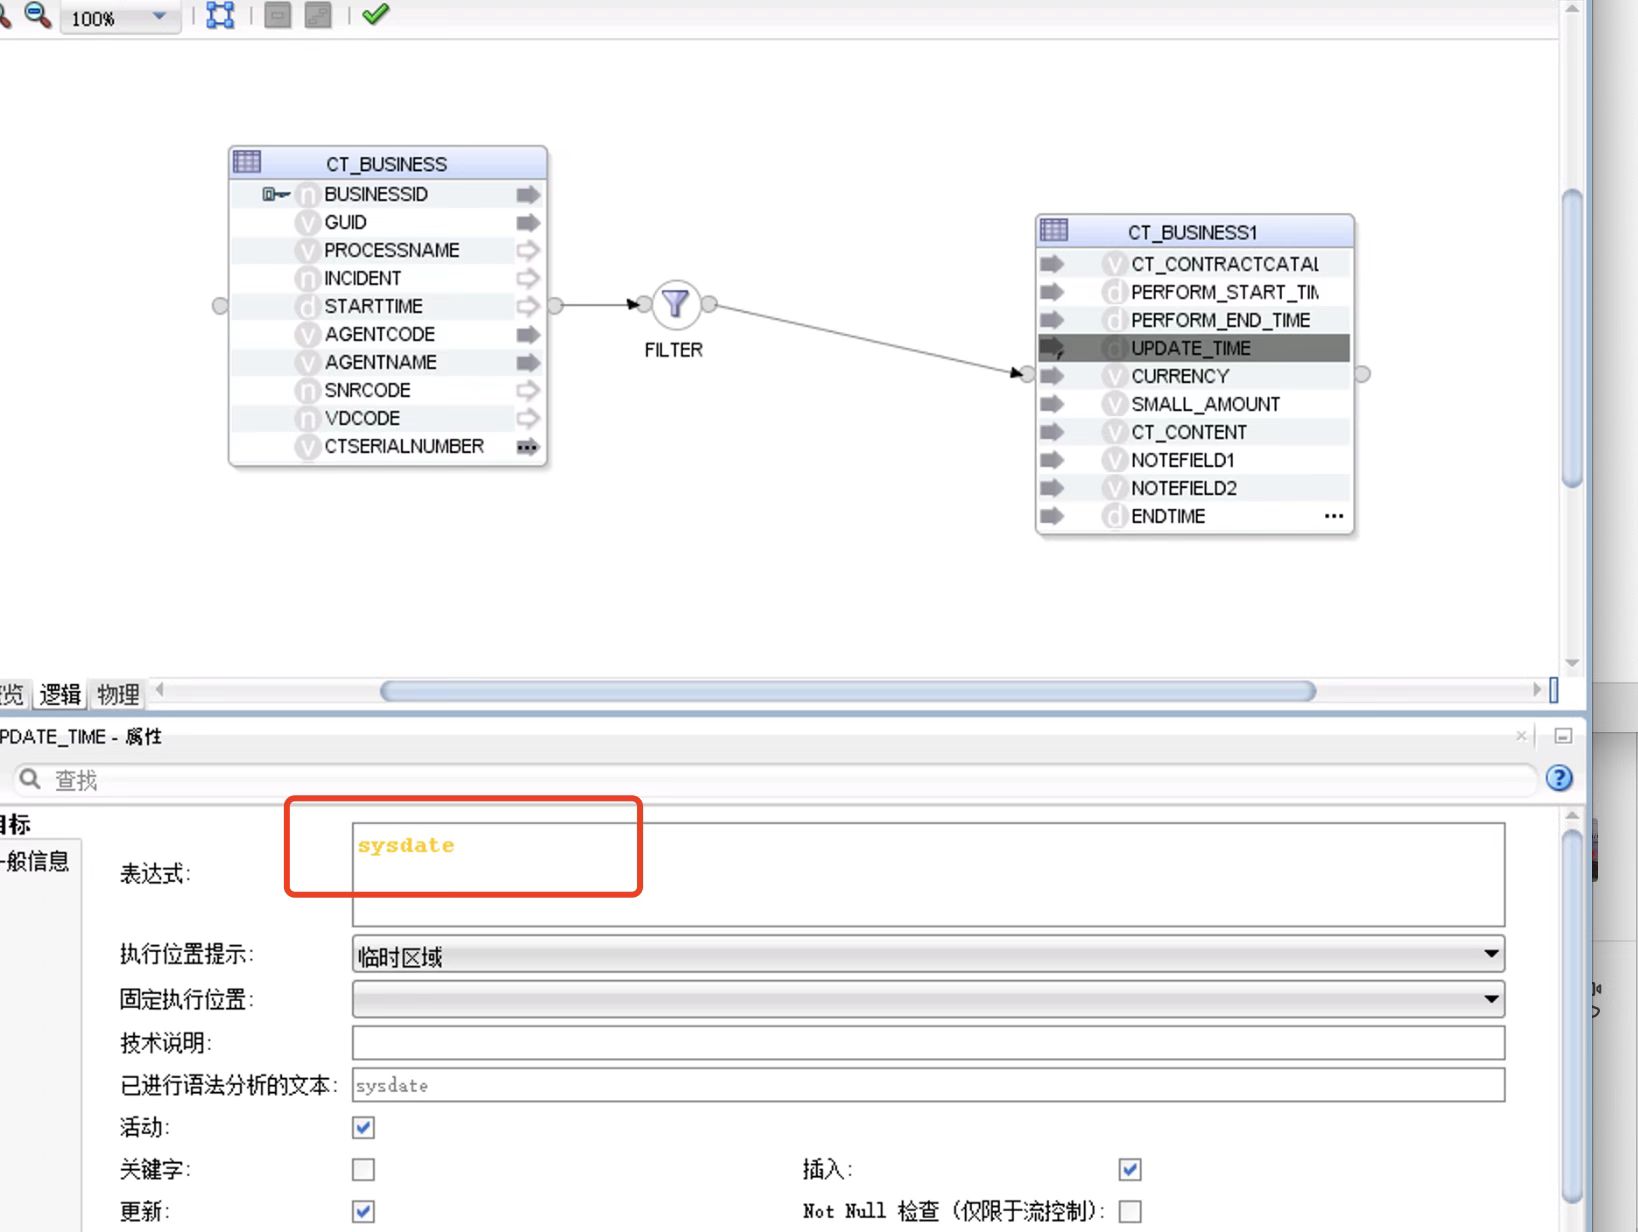 100%
CT_BUSINESS
BUSINESSID
GUID
PROCESSNAME
INCIDENT
STARTTIME
AGENTCODE
AGENTNAME
SNRCODE
VDCODE
CTSERIALNUMBER
FILTER
CT_BUSINESS1
CT_CONTRACTCATAL
PERFORM_START_TIM
PERFORM_END_TIME
UPDATE_TIME
CURRENCY
SMALL_AMOUNT
CT_CONTENT
NOTEFIELD1
NOTEFIELD2
ENDTIME
览 逻辑 物理
PDATE_TIME - 属性
查找
目标
一般信息
表达式: sysdate
执行位置提示: 临时区域
固定执行位置:
技术说明:
已进行语法分析的文本: sysdate
活动:
关键字: 插入:
更新: Not Null 检查 (仅限于流控制):